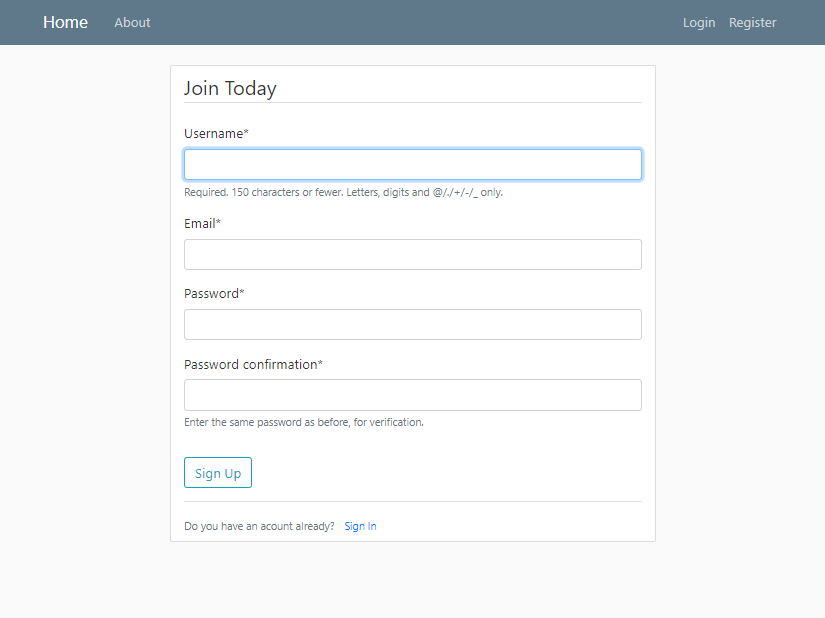 Home About Login Register
Join Today
Username*
Required. 150 characters or fewer. Letters, digits and @/./+/-/_ only.
Email*
Password*
Password confirmation*
Enter the same password as before, for verification.
Sign Up
Do you have an acount already? Sign In